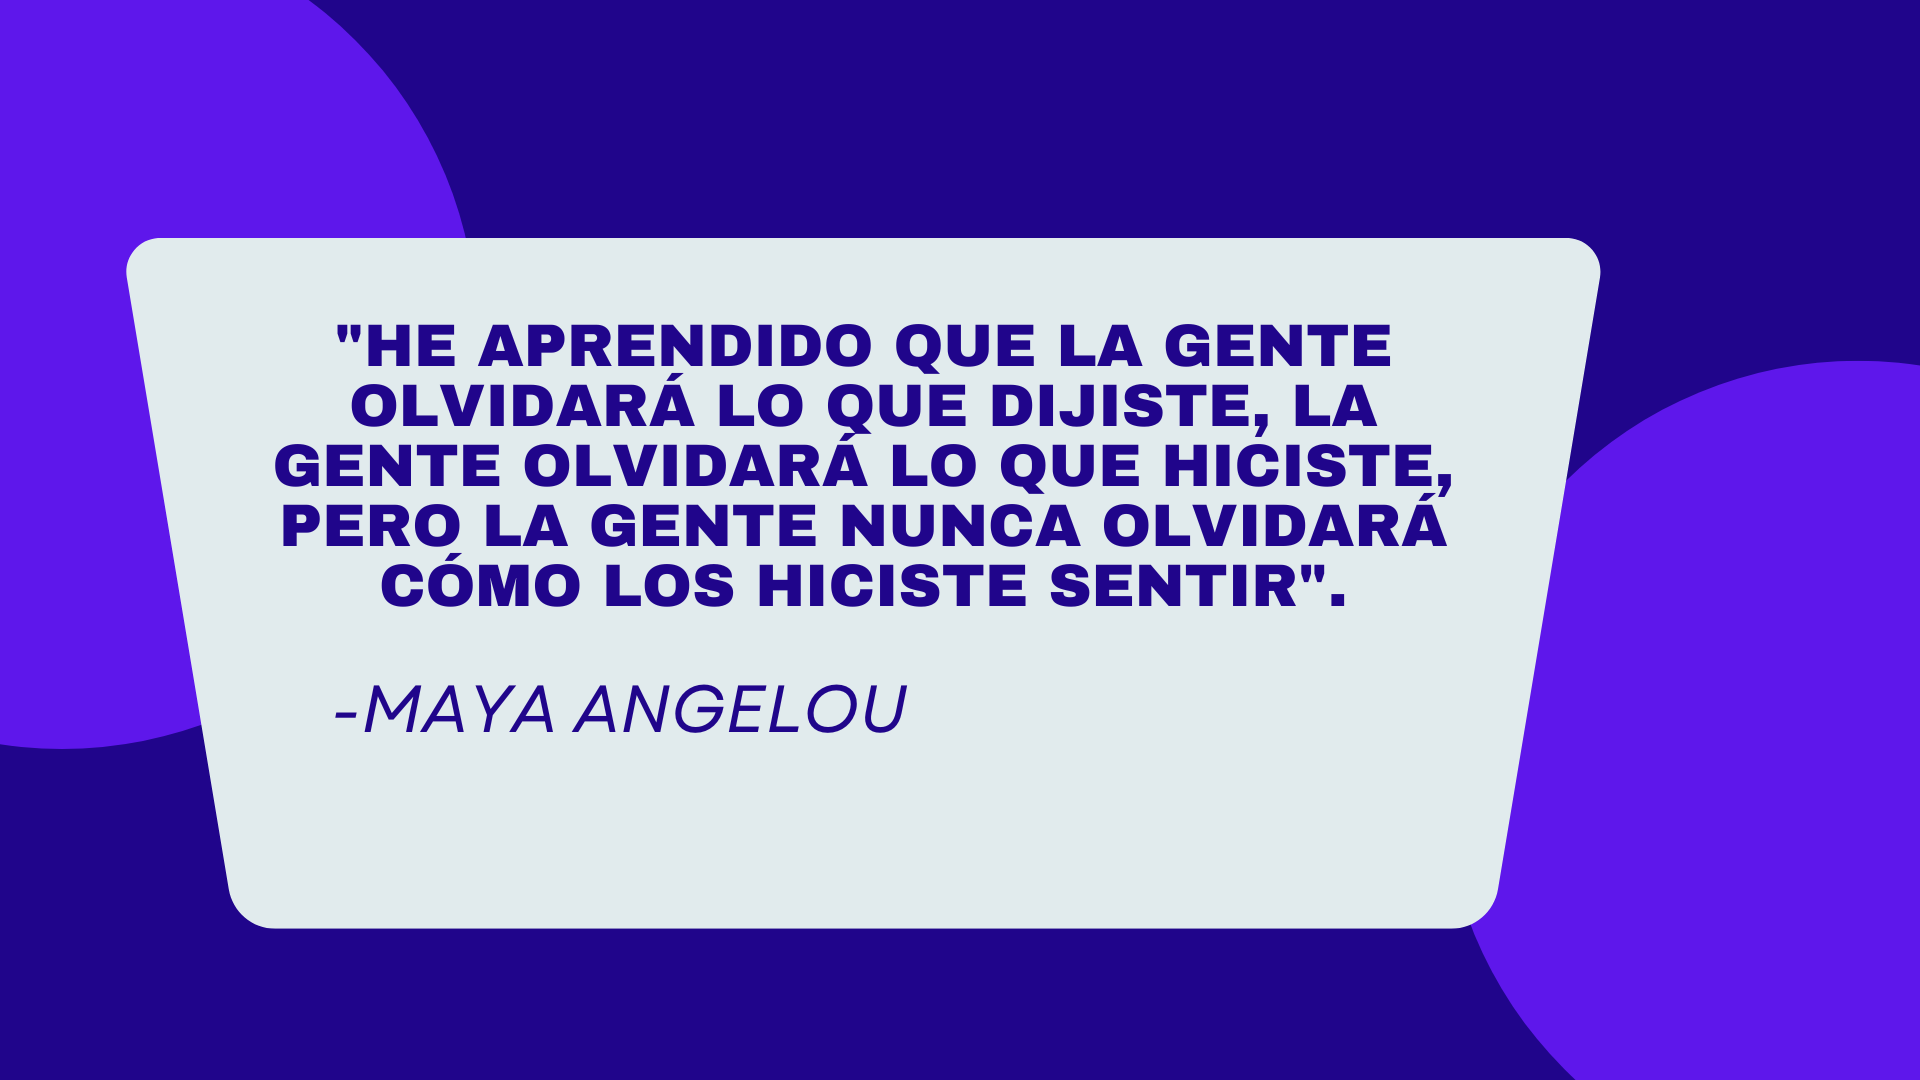 "HE APRENDIDO QUE LA GENTE
OLVIDARÁ LO QUE DIJISTE, LA
GENTE OLVIDARÁ LO QUE HICISTE,
PERO LA GENTE NUNCA OLVIDARÁ
CÓMO LOS HICISTE SENTIR".
-MAYA ANGELOU